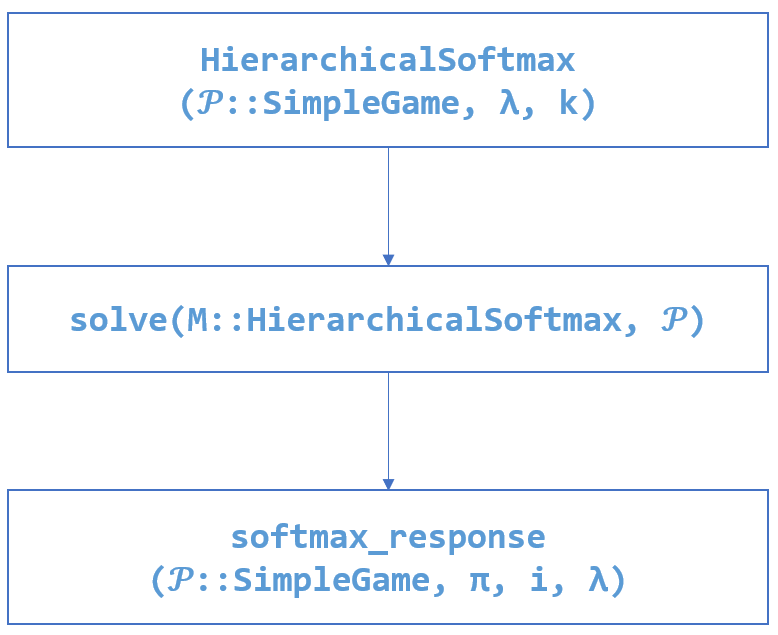 HierarchicalSoftmax
(𝒫::SimpleGame, λ, k)
solve(M::HierarchicalSoftmax, 𝒫)
softmax_response
(𝒫::SimpleGame, π, i, λ)